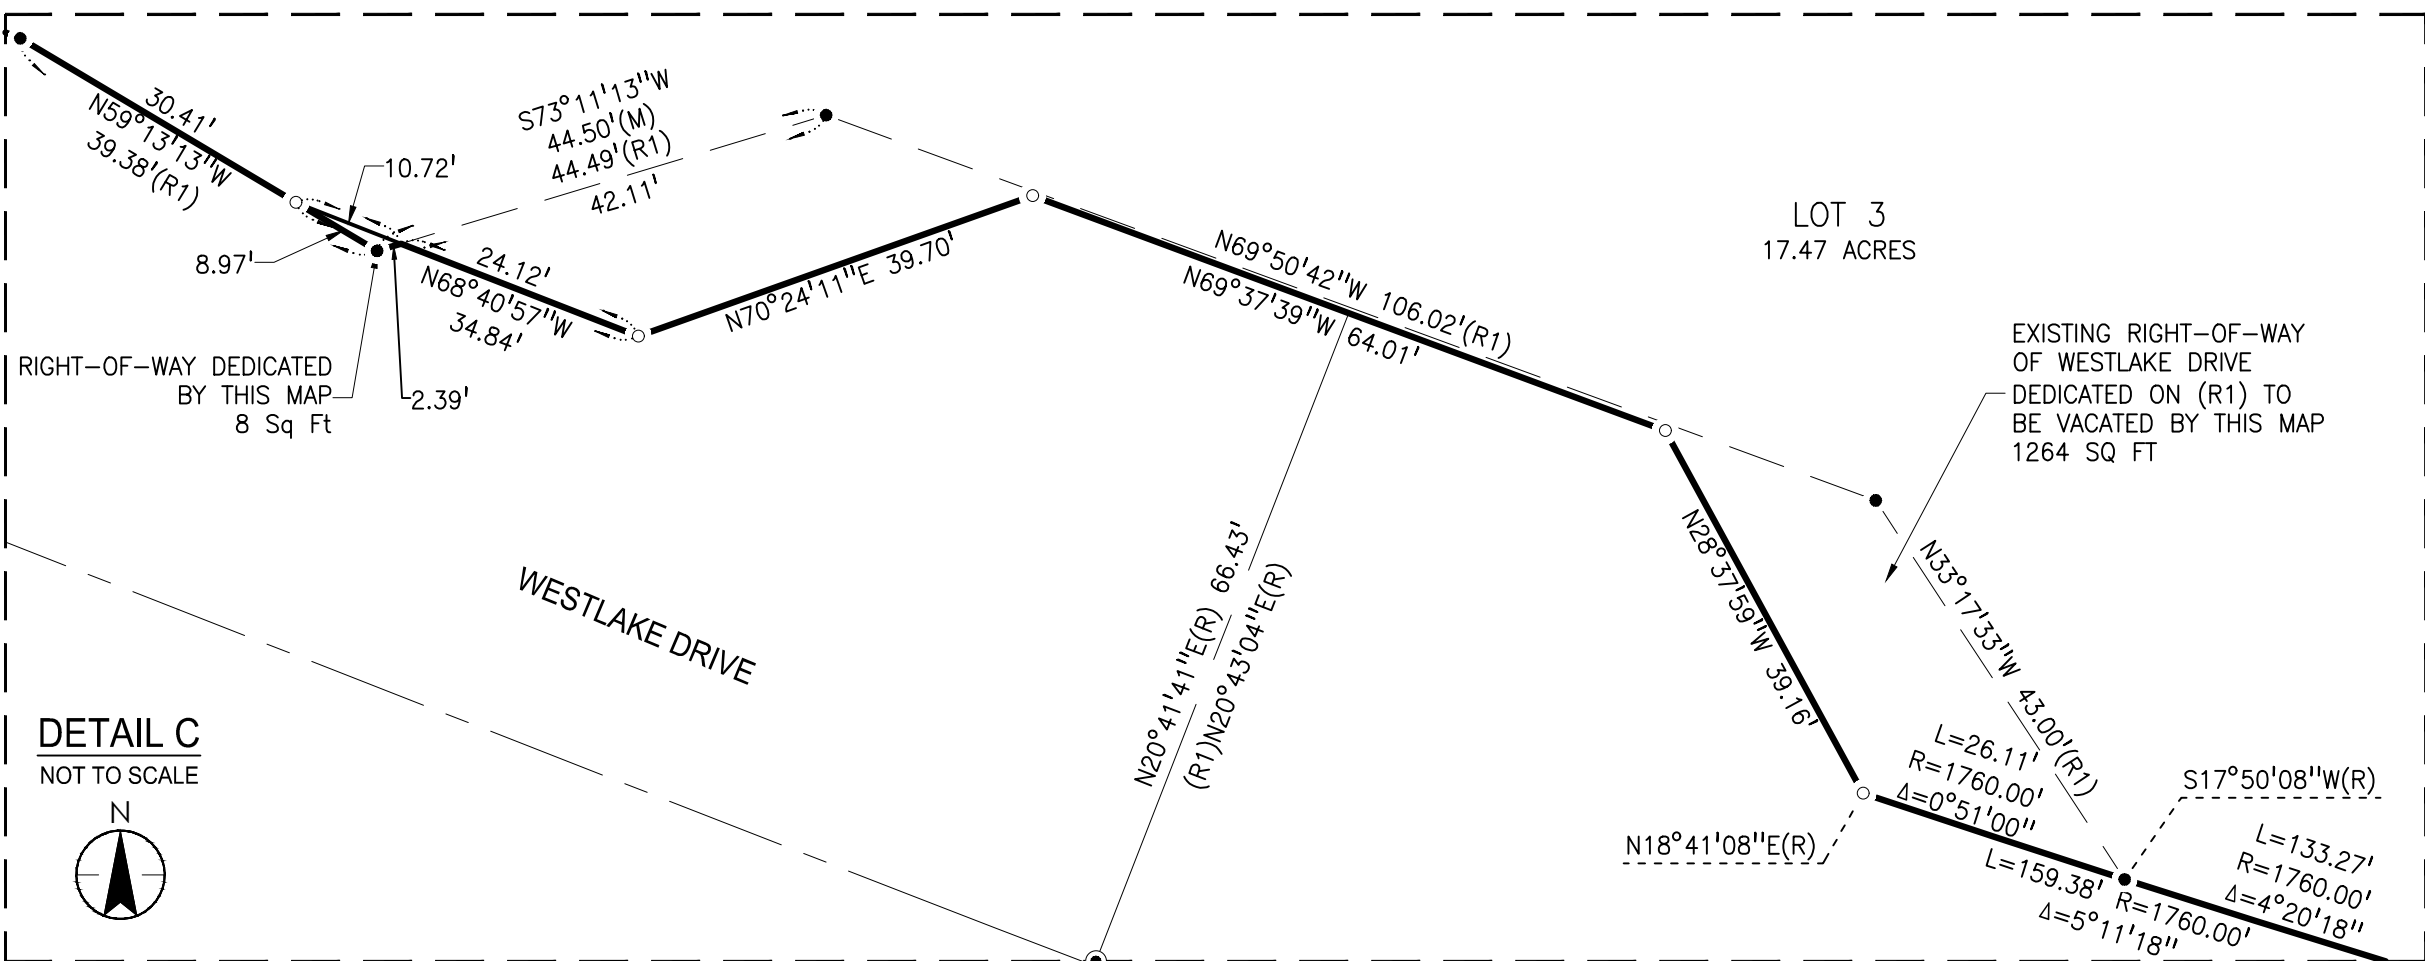 30.41'
N59°13'13"W
39.38'(R1)
10.72'
8.97'
S73°11'13"W
44.50'(M)
44.49'(R1)
42.11'
24.12'
N68°40'57"W
34.84'
2.39'
RIGHT-OF-WAY DEDICATED
BY THIS MAP
8 Sq Ft
N70°24'11"E 39.70'
N69°50'42"W 106.02'(R1)
N69°37'39"W 64.01'
LOT 3
17.47 ACRES
EXISTING RIGHT-OF-WAY
OF WESTLAKE DRIVE
DEDICATED ON (R1) TO
BE VACATED BY THIS MAP
1264 SQ FT
WESTLAKE DRIVE
N20°41'41"E(R) 66.43'
(R1)N20°43'04"E(R)
N28°37'59"W 39.16'
N33°17'33"W 43.00'(R1)
L=26.11'
R=1760.00'
Δ=0°51'00"
S17°50'08"W(R)
N18°41'08"E(R)
L=159.38' R=1760.00'
Δ=5°11'18"
L=133.27'
R=1760.00'
Δ=4°20'18"
DETAIL C
NOT TO SCALE
N